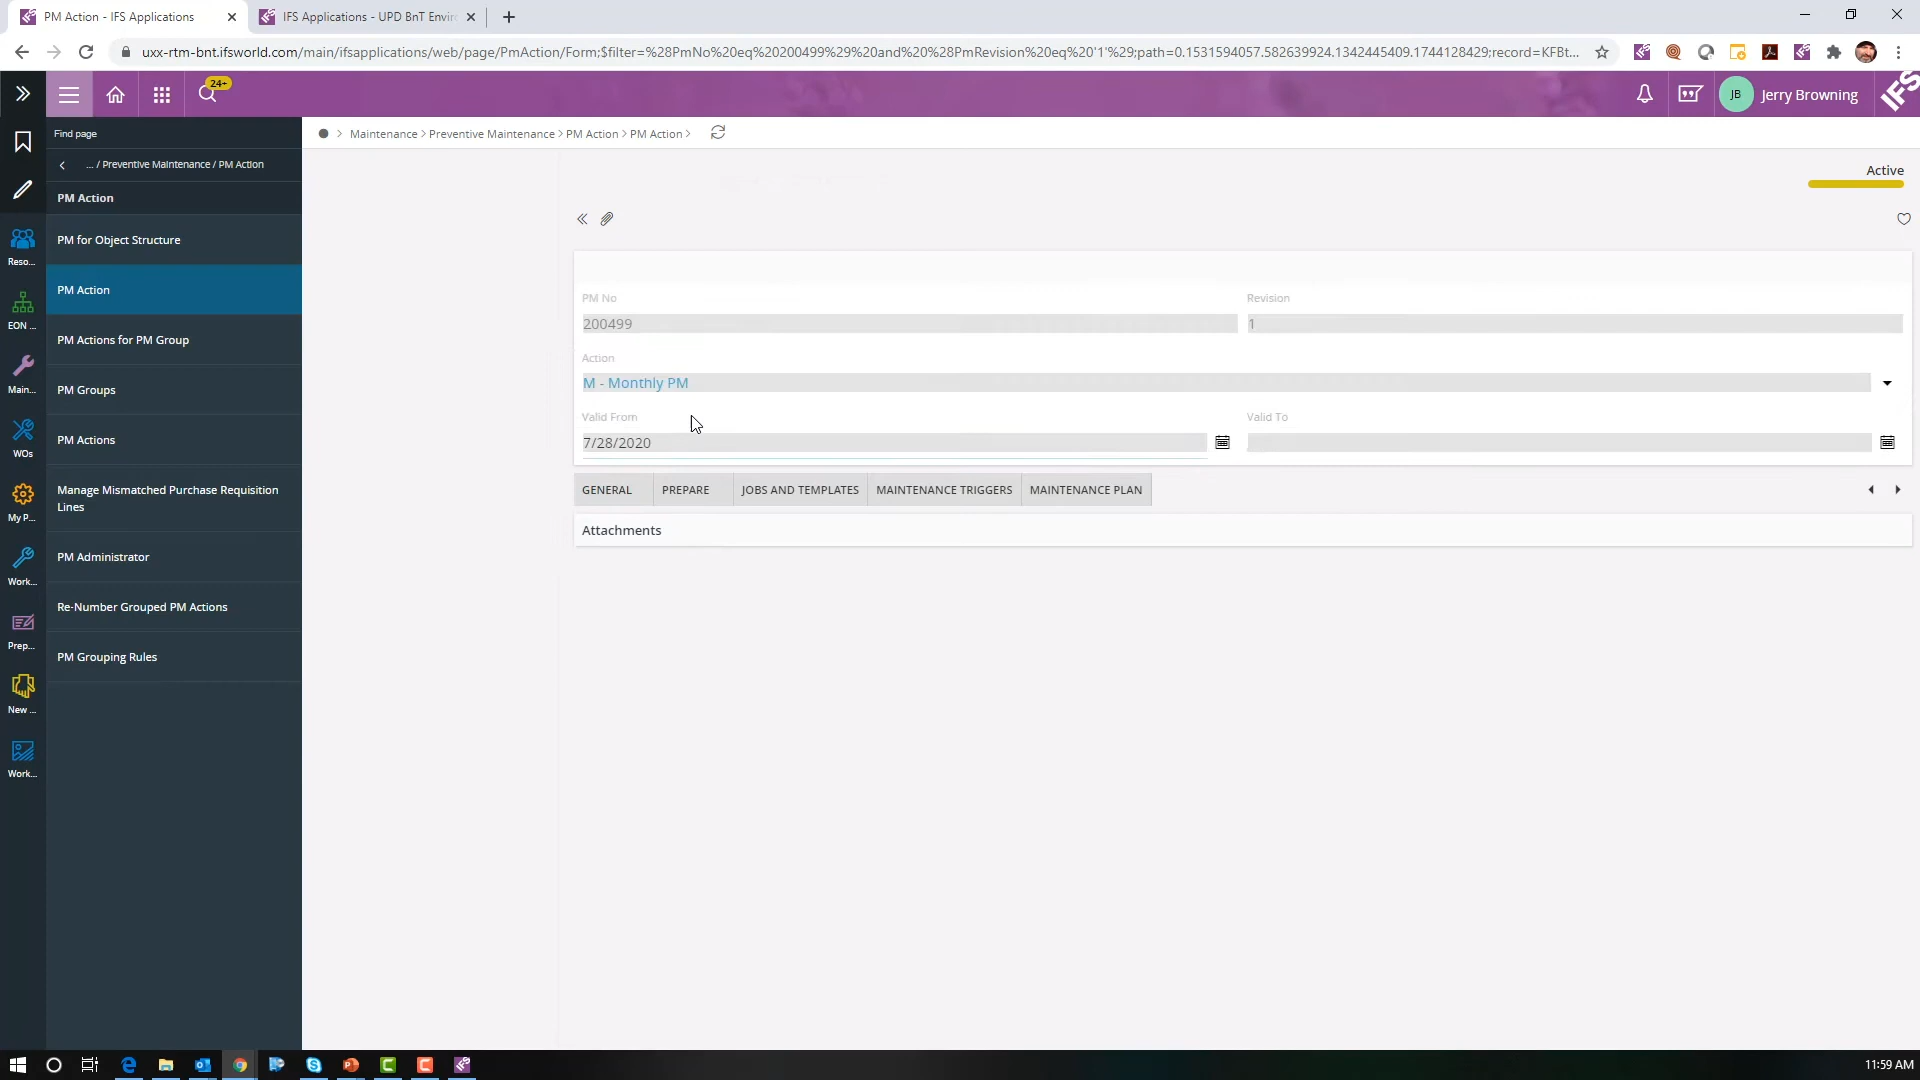 PM Action - IFS Applications
IFS Applications - UPD BnT Envir
uxx-rtm-bnt.ifsworld.com/main/ifsapplications/web/page/PmAction/Form;$filter=%28PmNo%20eq%20200499%29%20and%20%28PmRevision%20eq%20'1'%29;path=0.1531594057.582639924.1342445409.1744128429;record=KFBt...
24+
JB
Jerry Browning
IFS
Find page
... / Preventive Maintenance / PM Action
PM Action
PM for Object Structure
PM Action
PM Actions for PM Group
PM Groups
PM Actions
Manage Mismatched Purchase Requisition
Lines
PM Administrator
Re-Number Grouped PM Actions
PM Grouping Rules
Reso...
EON ...
Main...
WOs
My P...
Work...
Prep...
New ...
Work...
Maintenance > Preventive Maintenance > PM Action > PM Action >
Active
PM No
Revision
200499
1
Action
M - Monthly PM
Valid From
Valid To
7/28/2020
GENERAL
PREPARE
JOBS AND TEMPLATES
MAINTENANCE TRIGGERS
MAINTENANCE PLAN
Attachments
11:59 AM